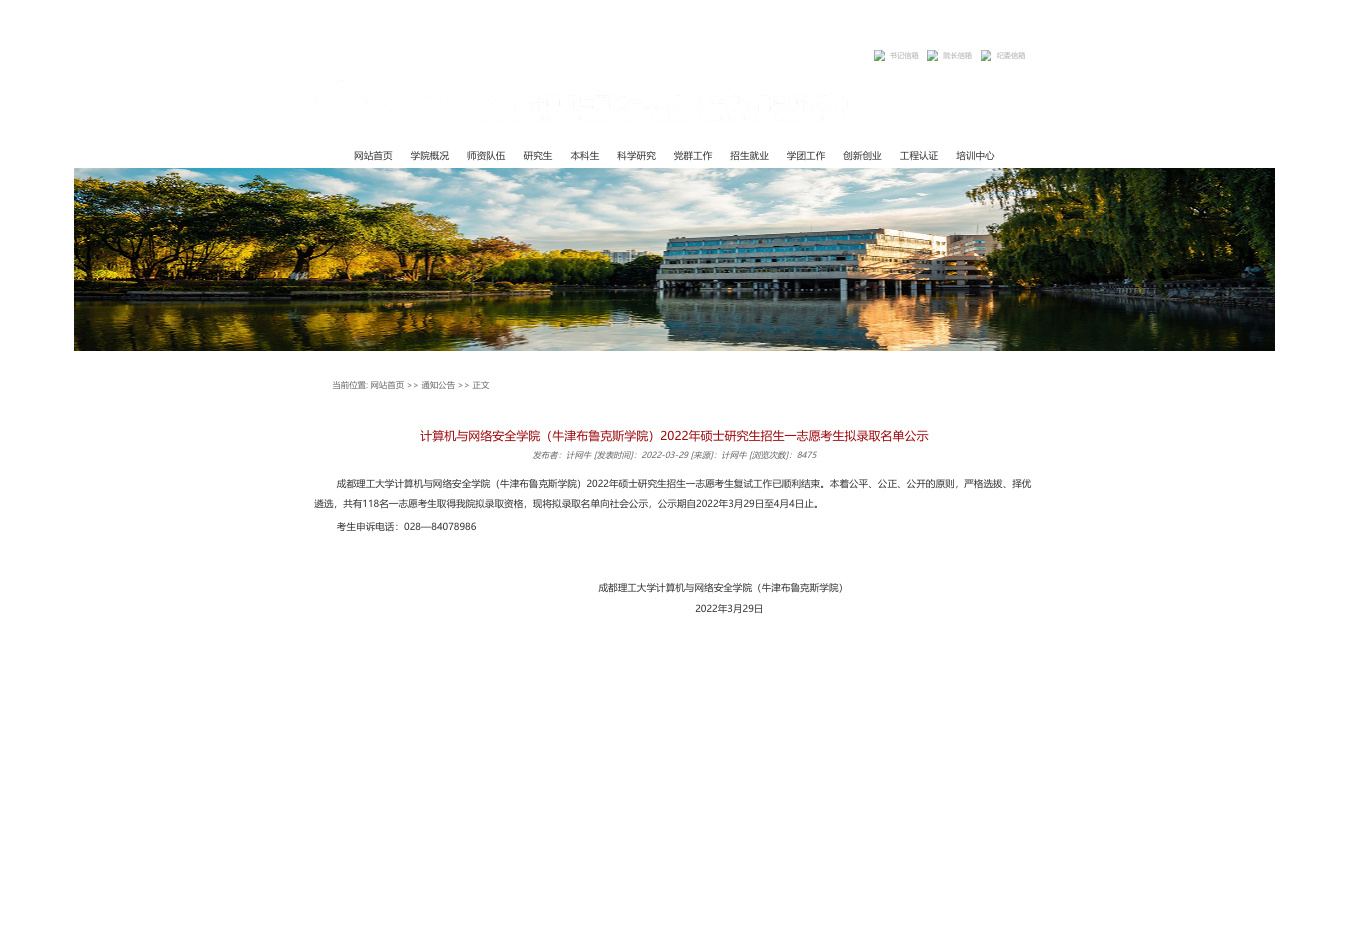 书记信箱 院长信箱 纪委信箱
网站首页 学院概况 师资队伍 研究生 本科生 科学研究 党群工作 招生就业 学团工作 创新创业 工程认证 培训中心
当前位置: 网站首页 >> 通知公告 >> 正文
计算机与网络安全学院（牛津布鲁克斯学院）2022年硕士研究生招生一志愿考生拟录取名单公示
发布者：计网牛 [发表时间]：2022-03-29 [来源]：计网牛 [浏览次数]：8475
成都理工大学计算机与网络安全学院（牛津布鲁克斯学院）2022年硕士研究生招生一志愿考生复试工作已顺利结束。本着公平、公正、公开的原则，严格选拔、择优
遴选，共有118名一志愿考生取得我院拟录取资格，现将拟录取名单向社会公示，公示期自2022年3月29日至4月4日止。
考生申诉电话：028—84078986
成都理工大学计算机与网络安全学院（牛津布鲁克斯学院）
2022年3月29日